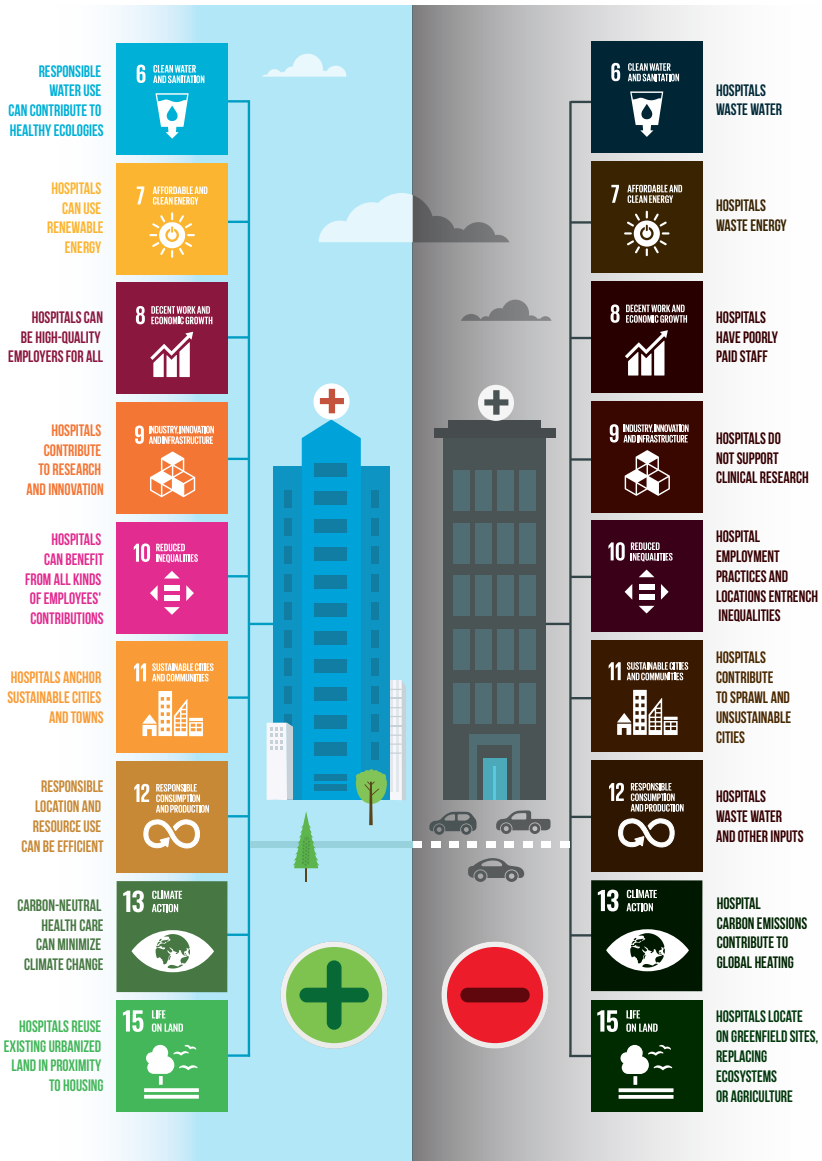 RESPONSIBLE
WATER USE
CAN CONTRIBUTE TO
HEALTHY ECOLOGIES
6 CLEAN WATER
AND SANITATION
HOSPITALS
CAN USE
RENEWABLE
ENERGY
7 AFFORDABLE AND
CLEAN ENERGY
HOSPITALS CAN
BE HIGH-QUALITY
EMPLOYERS FOR ALL
8 DECENT WORK AND
ECONOMIC GROWTH
HOSPITALS
CONTRIBUTE
TO RESEARCH
AND INNOVATION
9 INDUSTRY, INNOVATION
AND INFRASTRUCTURE
HOSPITALS
CAN BENEFIT
FROM ALL KINDS
OF EMPLOYEES'
CONTRIBUTIONS
10 REDUCED
INEQUALITIES
HOSPITALS ANCHOR
SUSTAINABLE CITIES
AND TOWNS
11 SUSTAINABLE CITIES
AND COMMUNITIES
RESPONSIBLE
LOCATION AND
RESOURCE USE
CAN BE EFFICIENT
12 RESPONSIBLE
CONSUMPTION
AND PRODUCTION
CARBON-NEUTRAL
HEALTH CARE
CAN MINIMIZE
CLIMATE CHANGE
13 CLIMATE
ACTION
HOSPITALS REUSE
EXISTING URBANIZED
LAND IN PROXIMITY
TO HOUSING
15 LIFE
ON LAND
6 CLEAN WATER
AND SANITATION
HOSPITALS
WASTE WATER
7 AFFORDABLE AND
CLEAN ENERGY
HOSPITALS
WASTE ENERGY
8 DECENT WORK AND
ECONOMIC GROWTH
HOSPITALS
HAVE POORLY
PAID STAFF
9 INDUSTRY, INNOVATION
AND INFRASTRUCTURE
HOSPITALS DO
NOT SUPPORT
CLINICAL RESEARCH
10 REDUCED
INEQUALITIES
HOSPITAL
EMPLOYMENT
PRACTICES AND
LOCATIONS ENTRENCH
INEQUALITIES
11 SUSTAINABLE CITIES
AND COMMUNITIES
HOSPITALS
CONTRIBUTE
TO SPRAWL AND
UNSUSTAINABLE
CITIES
12 RESPONSIBLE
CONSUMPTION
AND PRODUCTION
HOSPITALS
WASTE WATER
AND OTHER INPUTS
13 CLIMATE
ACTION
HOSPITAL
CARBON EMISSIONS
CONTRIBUTE TO
GLOBAL HEATING
15 LIFE
ON LAND
HOSPITALS LOCATE
ON GREENFIELD SITES,
REPLACING
ECOSYSTEMS
OR AGRICULTURE